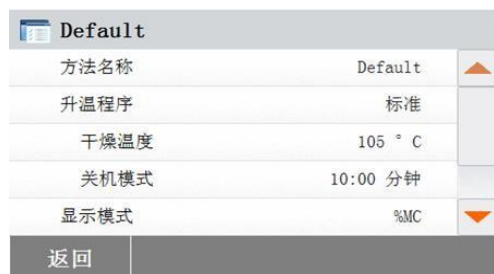 Default
方法名称 Default
升温程序 标准
干燥温度 105 ° C
关机模式 10:00 分钟
显示模式 %MC
返回